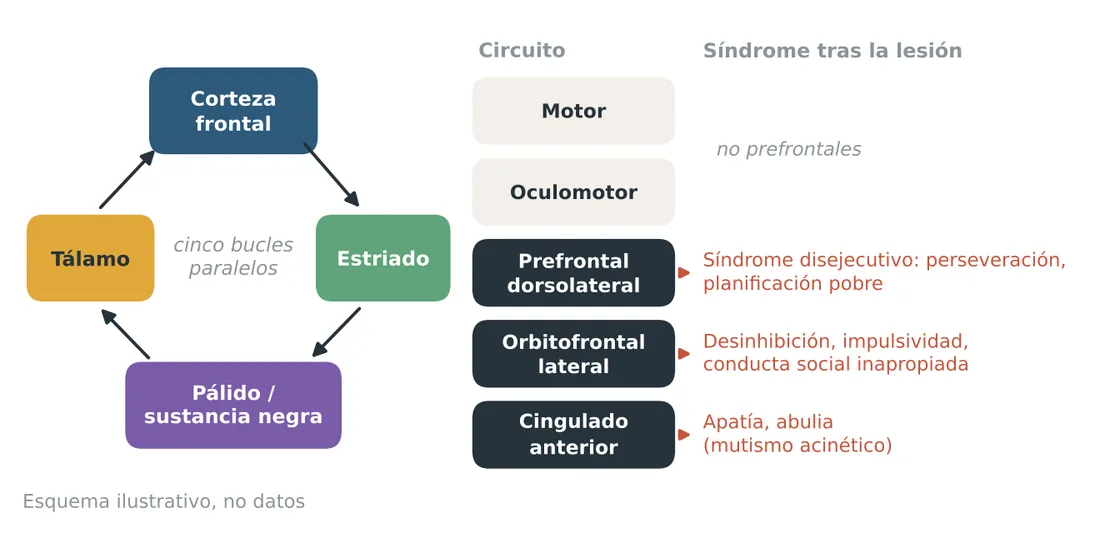 Corteza
frontal
Tálamo
cinco bucles
paralelos
Estriado
Pálido /
sustancia negra
Circuito
Síndrome tras la lesión
Motor
no prefrontales
Oculomotor
Prefrontal
dorsolateral
Síndrome disejecutivo: perseveración,
planificación pobre
Orbitofrontal
lateral
Desinhibición, impulsividad,
conducta social inapropiada
Cingulado
anterior
Apatía, abulia
(mutismo acinético)
Esquema ilustrativo, no datos